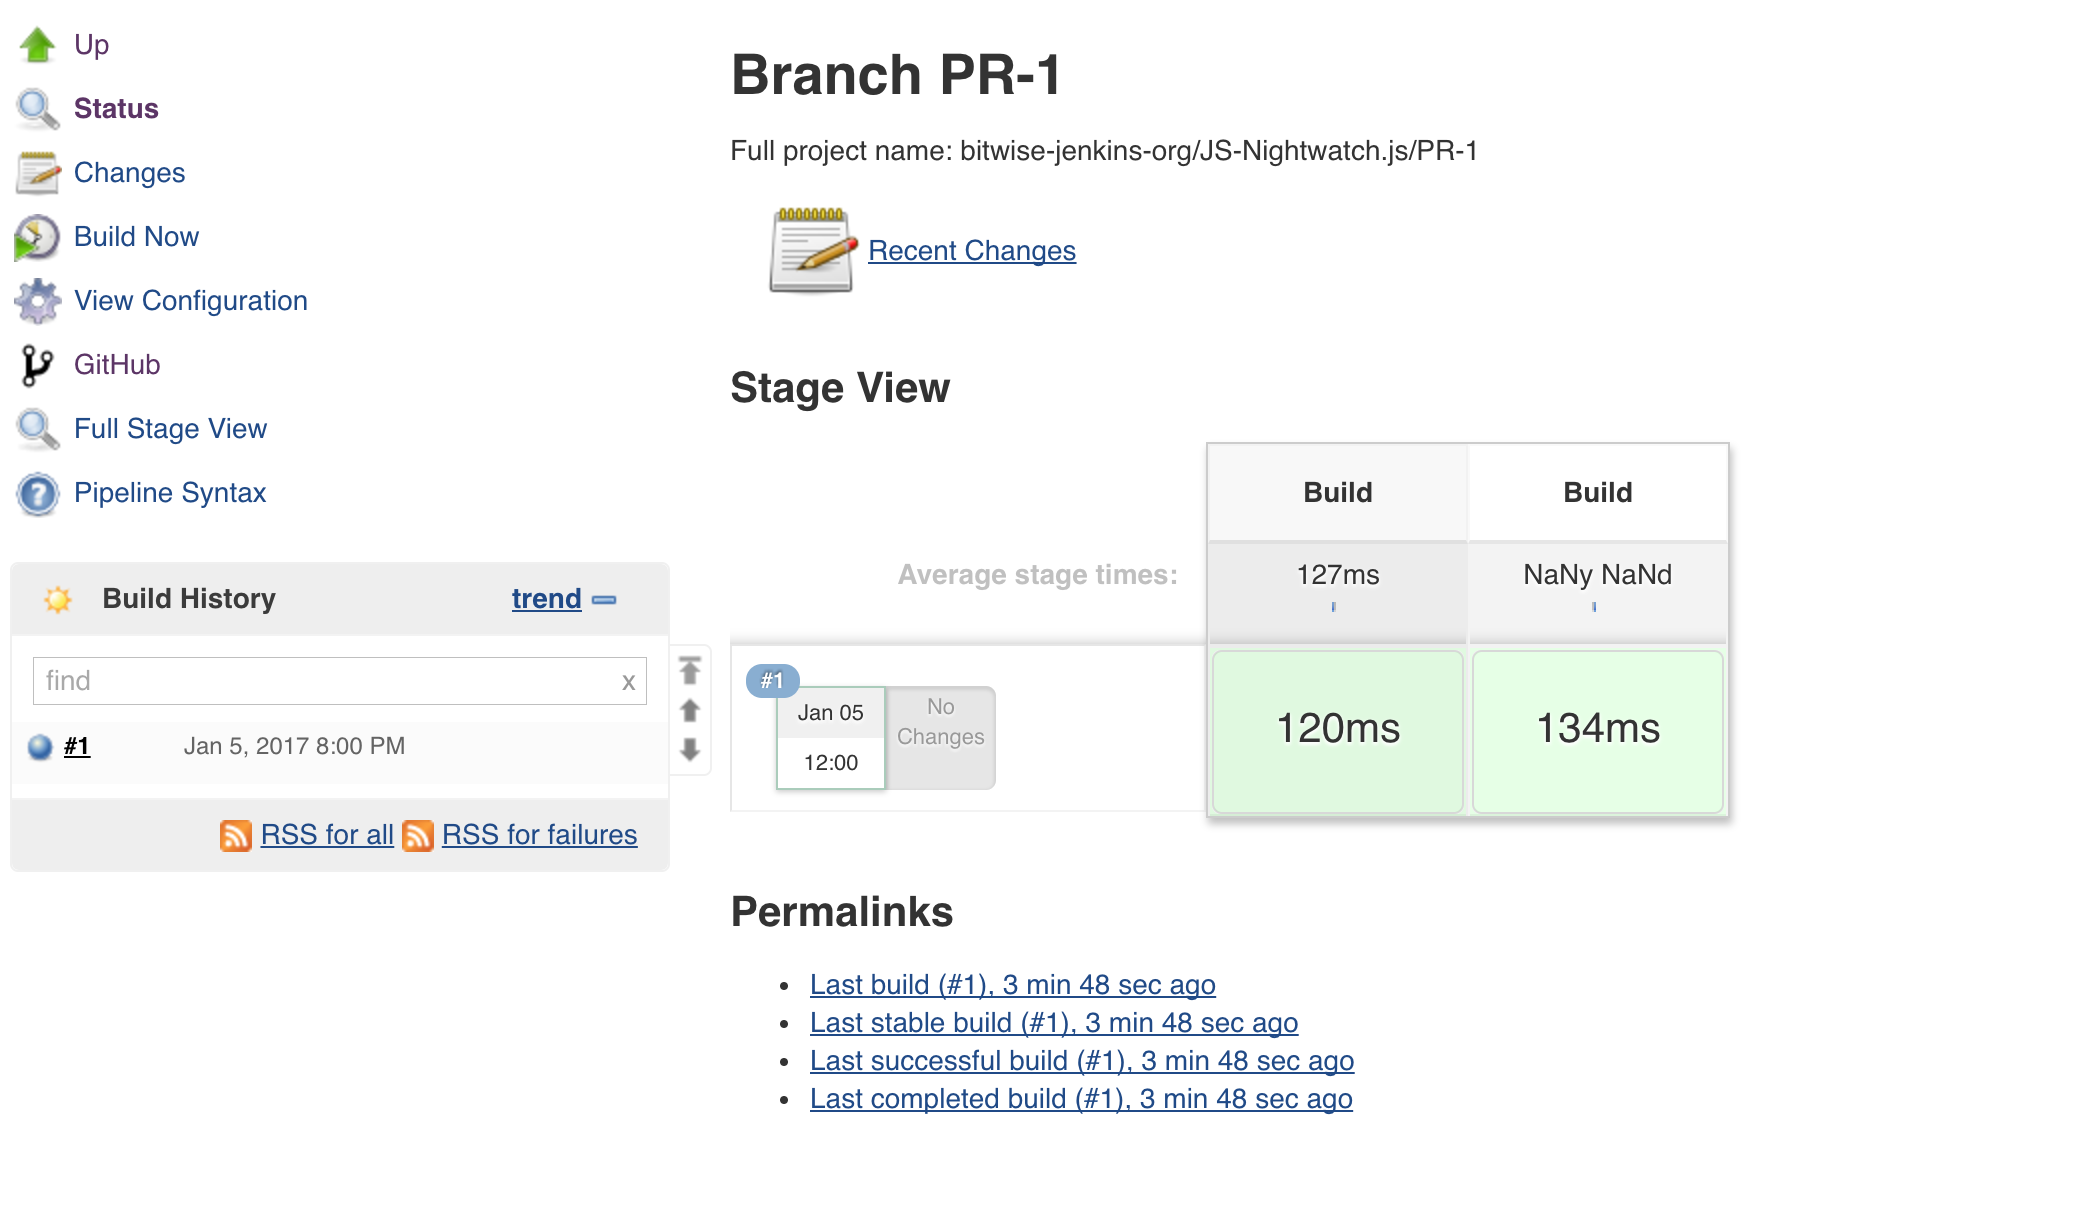 Up
Status
Changes
Build Now
View Configuration
GitHub
Full Stage View
Pipeline Syntax
Build History trend
find x
#1 Jan 5, 2017 8:00 PM
RSS for all RSS for failures
Branch PR-1
Full project name: bitwise-jenkins-org/JS-Nightwatch.js/PR-1
Recent Changes
Stage View
Build Build
Average stage times: 127ms NaNy NaNd
#1
Jan 05 No
Changes
12:00
120ms 134ms
Permalinks
Last build (#1), 3 min 48 sec ago
Last stable build (#1), 3 min 48 sec ago
Last successful build (#1), 3 min 48 sec ago
Last completed build (#1), 3 min 48 sec ago